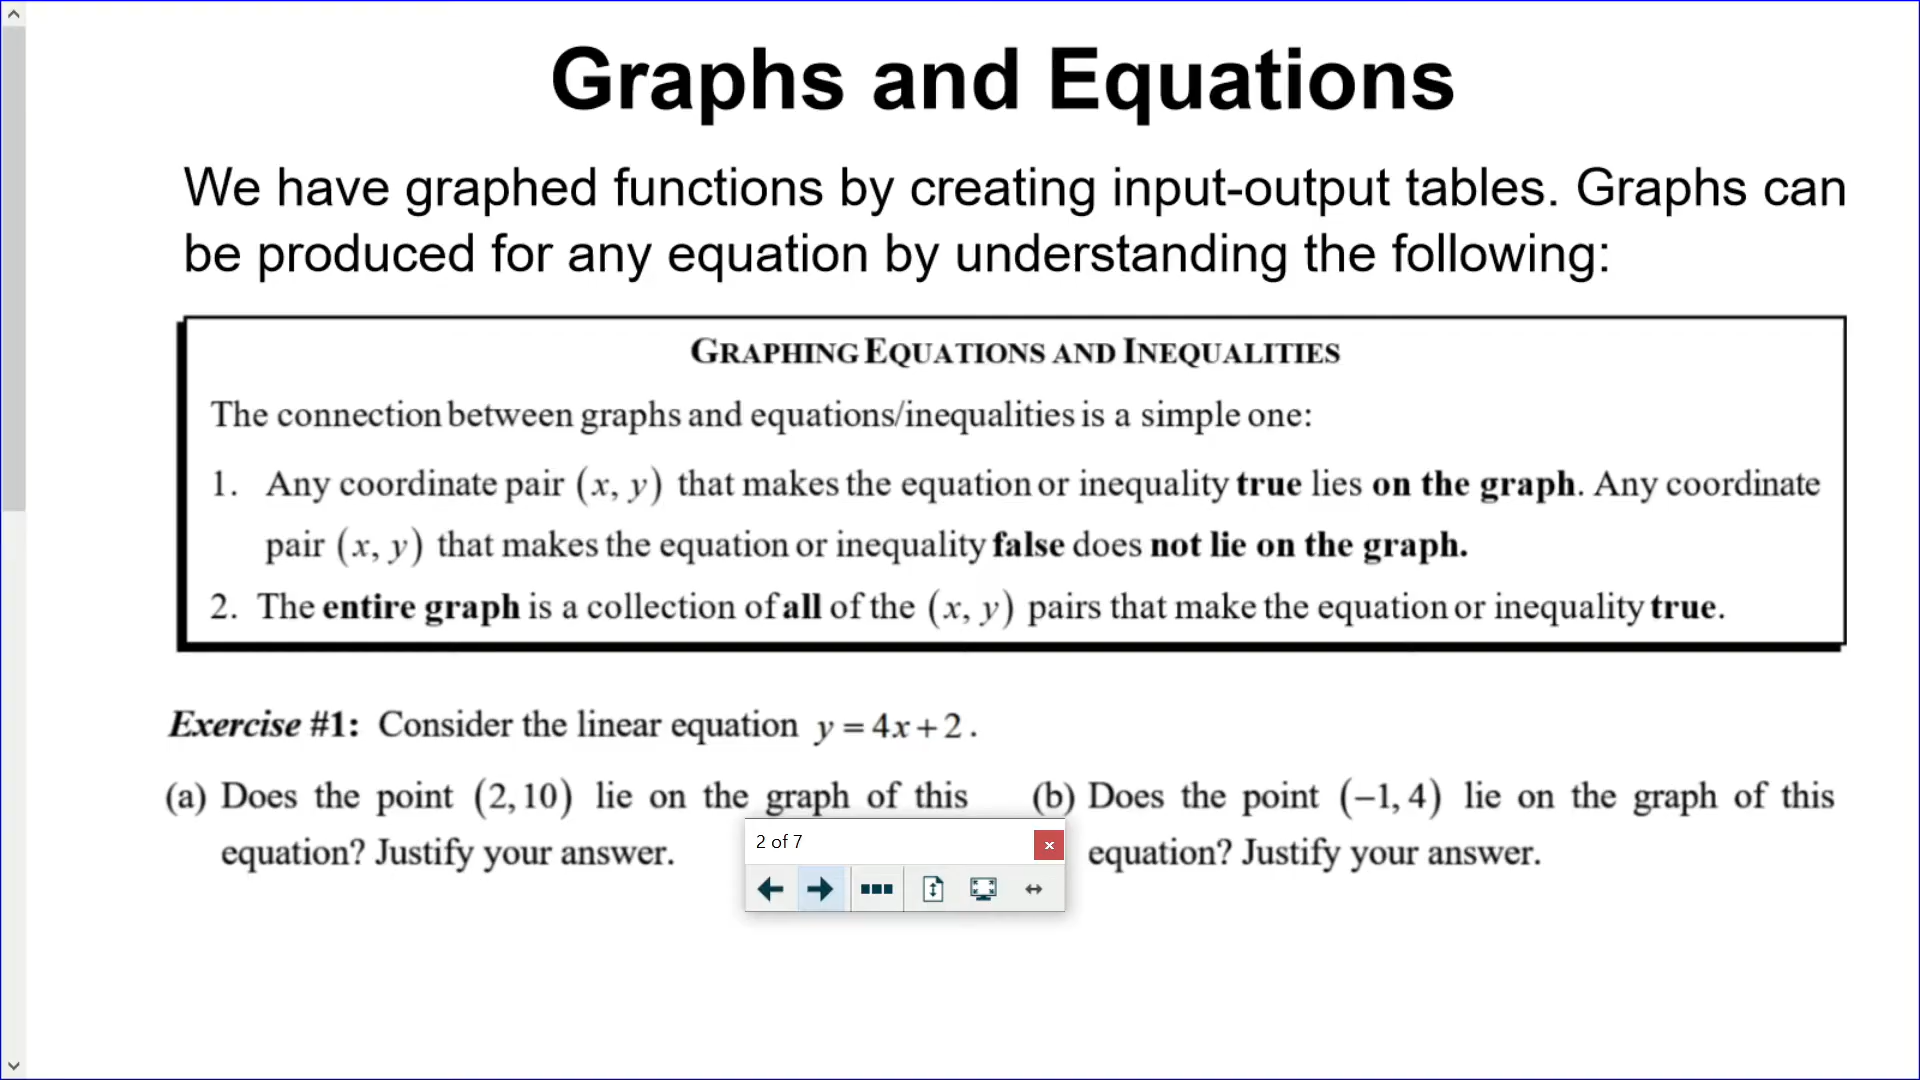 Graphs and Equations
We have graphed functions by creating input-output tables. Graphs can
be produced for any equation by understanding the following:
GRAPHING EQUATIONS AND INEQUALITIES
The connection between graphs and equations/inequalities is a simple one:
1. Any coordinate pair (x, y) that makes the equation or inequality true lies on the graph. Any coordinate
pair (x, y) that makes the equation or inequality false does not lie on the graph.
2. The entire graph is a collection of all of the (x, y) pairs that make the equation or inequality true.
Exercise #1: Consider the linear equation y = 4x + 2.
(a) Does the point (2, 10) lie on the graph of this
equation? Justify your answer.
(b) Does the point (−1, 4) lie on the graph of this
equation? Justify your answer.
2 of 7